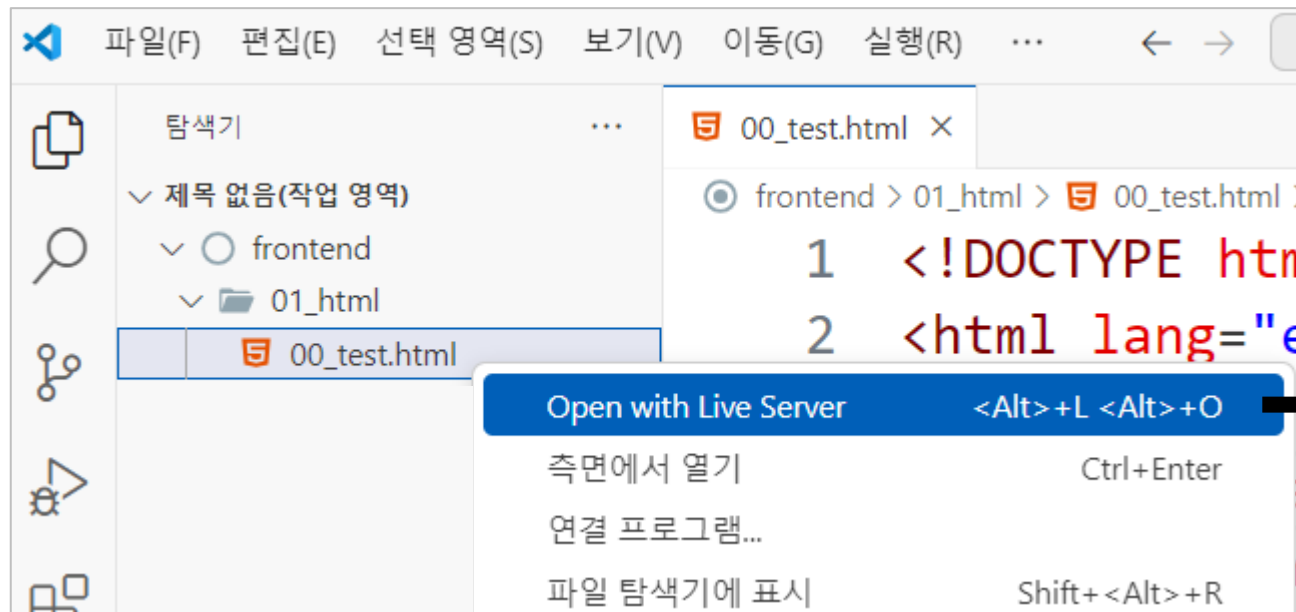 파일(F) 편집(E) 선택 영역(S) 보기(V) 이동(G) 실행(R) ···
탐색기 ···
제목 없음(작업 영역)
frontend
01_html
00_test.html
00_test.html ×
frontend > 01_html > 00_test.html
1 <!DOCTYPE htm
2 <html lang="e
Open with Live Server <Alt>+L <Alt>+O
측면에서 열기 Ctrl+Enter
연결 프로그램...
파일 탐색기에 표시 Shift+<Alt>+R